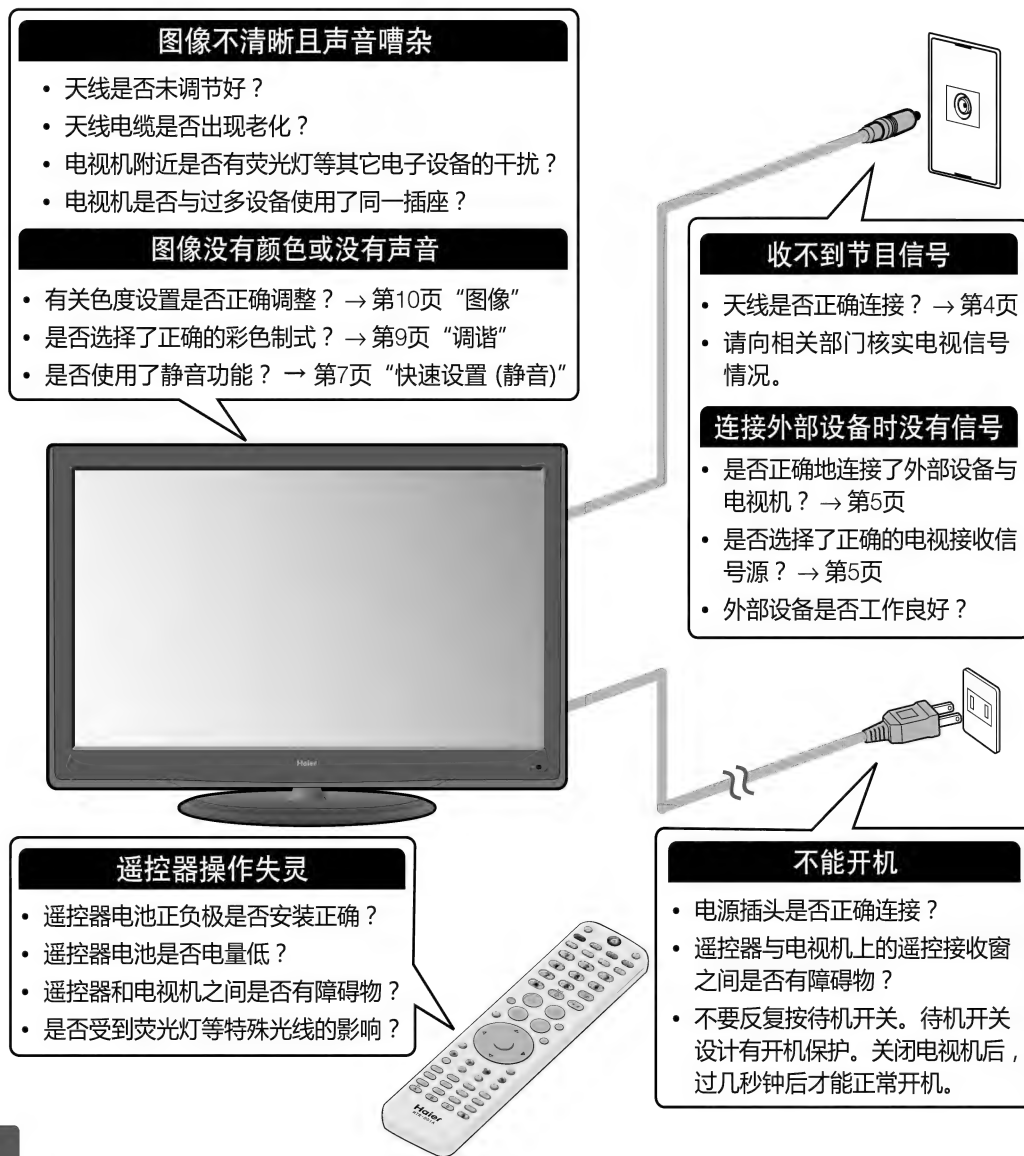 图像不清晰且声音嘈杂
• 天线是否未调节好？
• 天线电缆是否出现老化？
• 电视机附近是否有荧光灯等其它电子设备的干扰？
• 电视机是否与过多设备使用了同一插座？
图像没有颜色或没有声音
• 有关色度设置是否正确调整？ → 第10页“图像”
• 是否选择了正确的彩色制式？ → 第9页“调谐”
• 是否使用了静音功能？ → 第7页“快速设置 (静音)”
收不到节目信号
• 天线是否正确连接？ → 第4页
• 请向相关部门核实电视信号
情况。
连接外部设备时没有信号
• 是否正确地连接了外部设备与
电视机？ → 第5页
• 是否选择了正确的电视接收信
号源？ → 第5页
• 外部设备是否工作良好？
Haier
遥控器操作失灵
• 遥控器电池正负极是否安装正确？
• 遥控器电池是否电量低？
• 遥控器和电视机之间是否有障碍物？
• 是否受到荧光灯等特殊光线的影响？
Haier
不能开机
• 电源插头是否正确连接？
• 遥控器与电视机上的遥控接收窗
之间是否有障碍物？
• 不要反复按待机开关。待机开关
设计有开机保护。关闭电视机后，
过几秒钟后才能正常开机。